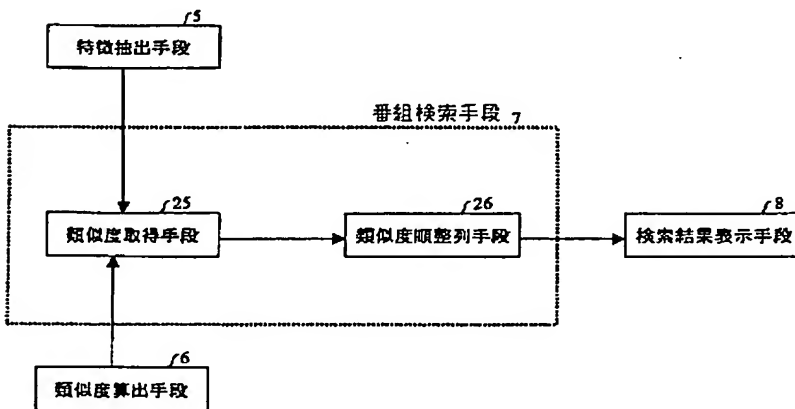 5
特徴抽出手段
番組検索手段 7
25
類似度取得手段
26
類似度順整列手段
8
検索結果表示手段
6
類似度算出手段